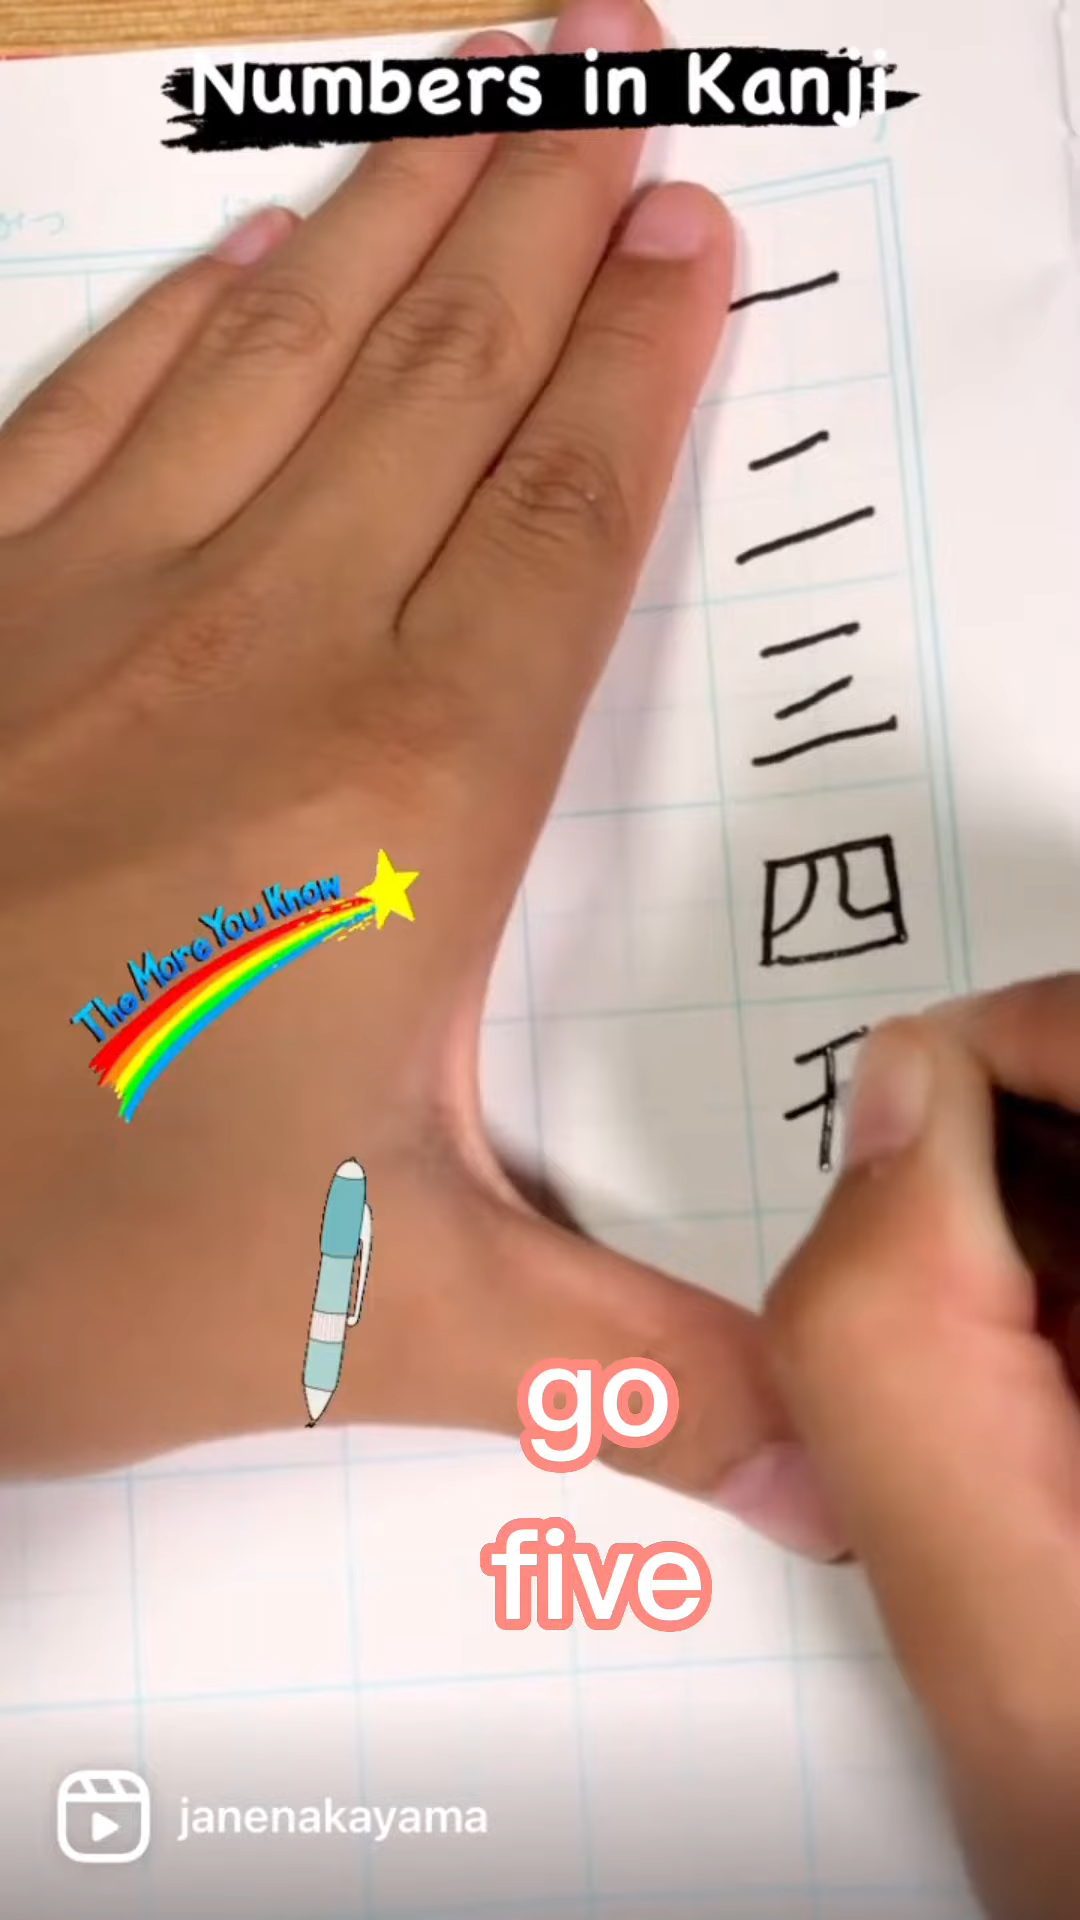 Numbers in Kanji
一
二
三
四
The More You Know
go
five
janenakayama